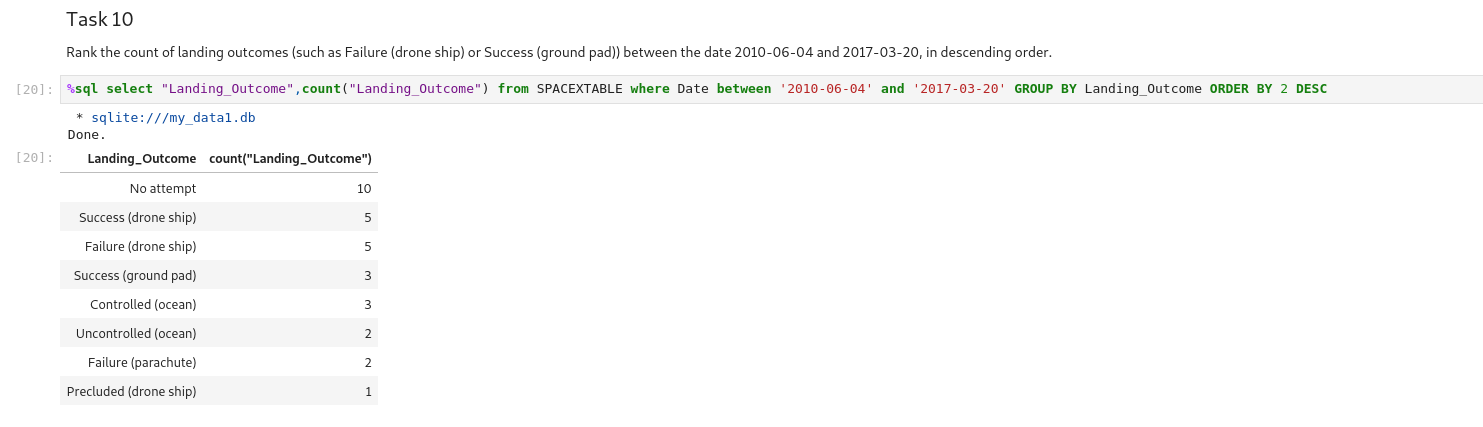 Task 10
Rank the count of landing outcomes (such as Failure (drone ship) or Success (ground pad)) between the date 2010-06-04 and 2017-03-20, in descending order.
[20]: %sql select "Landing_Outcome",count("Landing_Outcome") from SPACEXTABLE where Date between '2010-06-04' and '2017-03-20' GROUP BY Landing_Outcome ORDER BY 2 DESC
* sqlite:///my_data1.db
Done.
[20]: Landing_Outcome count("Landing_Outcome")
No attempt 10
Success (drone ship) 5
Failure (drone ship) 5
Success (ground pad) 3
Controlled (ocean) 3
Uncontrolled (ocean) 2
Failure (parachute) 2
Precluded (drone ship) 1